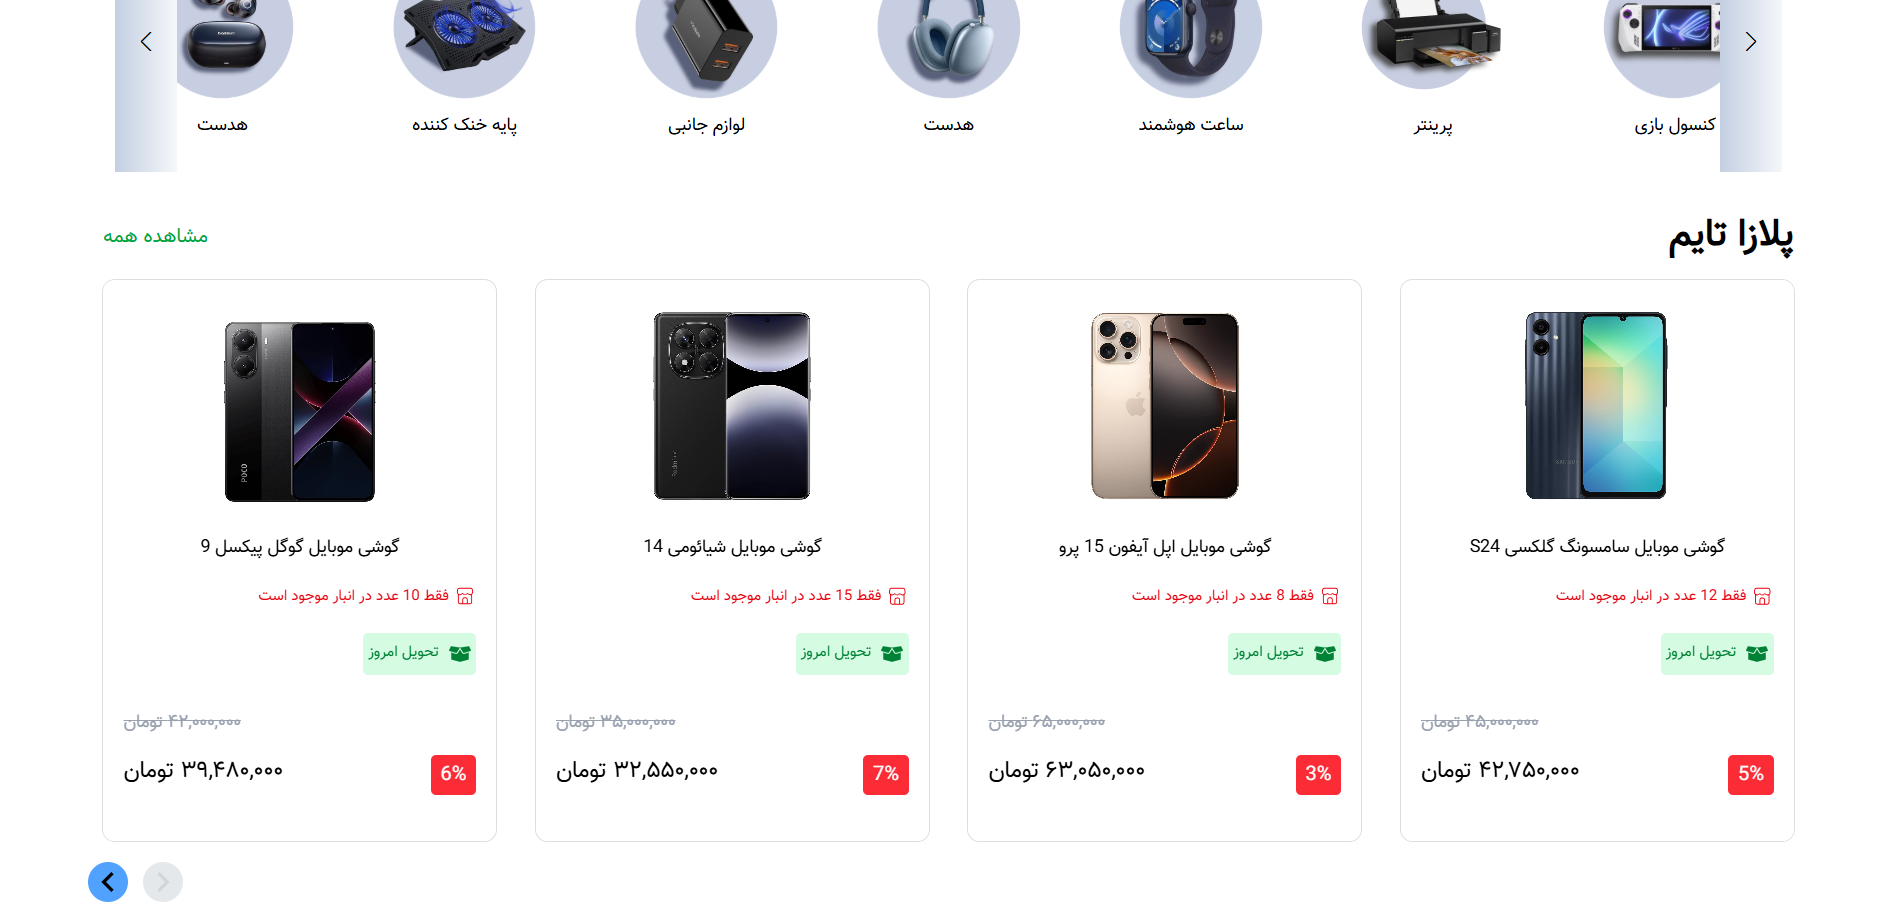 کنسول بازی
پرینتر
ساعت هوشمند
هدست
لوازم جانبی
پایه خنک کننده
هدست
پلازا تایم
مشاهده همه
گوشی موبایل سامسونگ گلکسی S24
فقط 12 عدد در انبار موجود است
تحویل امروز
۴۵,۰۰۰,۰۰۰ تومان
5%
۴۲,۷۵۰,۰۰۰ تومان
گوشی موبایل اپل آیفون 15 پرو
فقط 8 عدد در انبار موجود است
تحویل امروز
۶۵,۰۰۰,۰۰۰ تومان
3%
۶۳,۰۵۰,۰۰۰ تومان
گوشی موبایل شیائومی 14
فقط 15 عدد در انبار موجود است
تحویل امروز
۳۵,۰۰۰,۰۰۰ تومان
7%
۳۲,۵۵۰,۰۰۰ تومان
POCO
گوشی موبایل گوگل پیکسل 9
فقط 10 عدد در انبار موجود است
تحویل امروز
۴۲,۰۰۰,۰۰۰ تومان
6%
۳۹,۴۸۰,۰۰۰ تومان